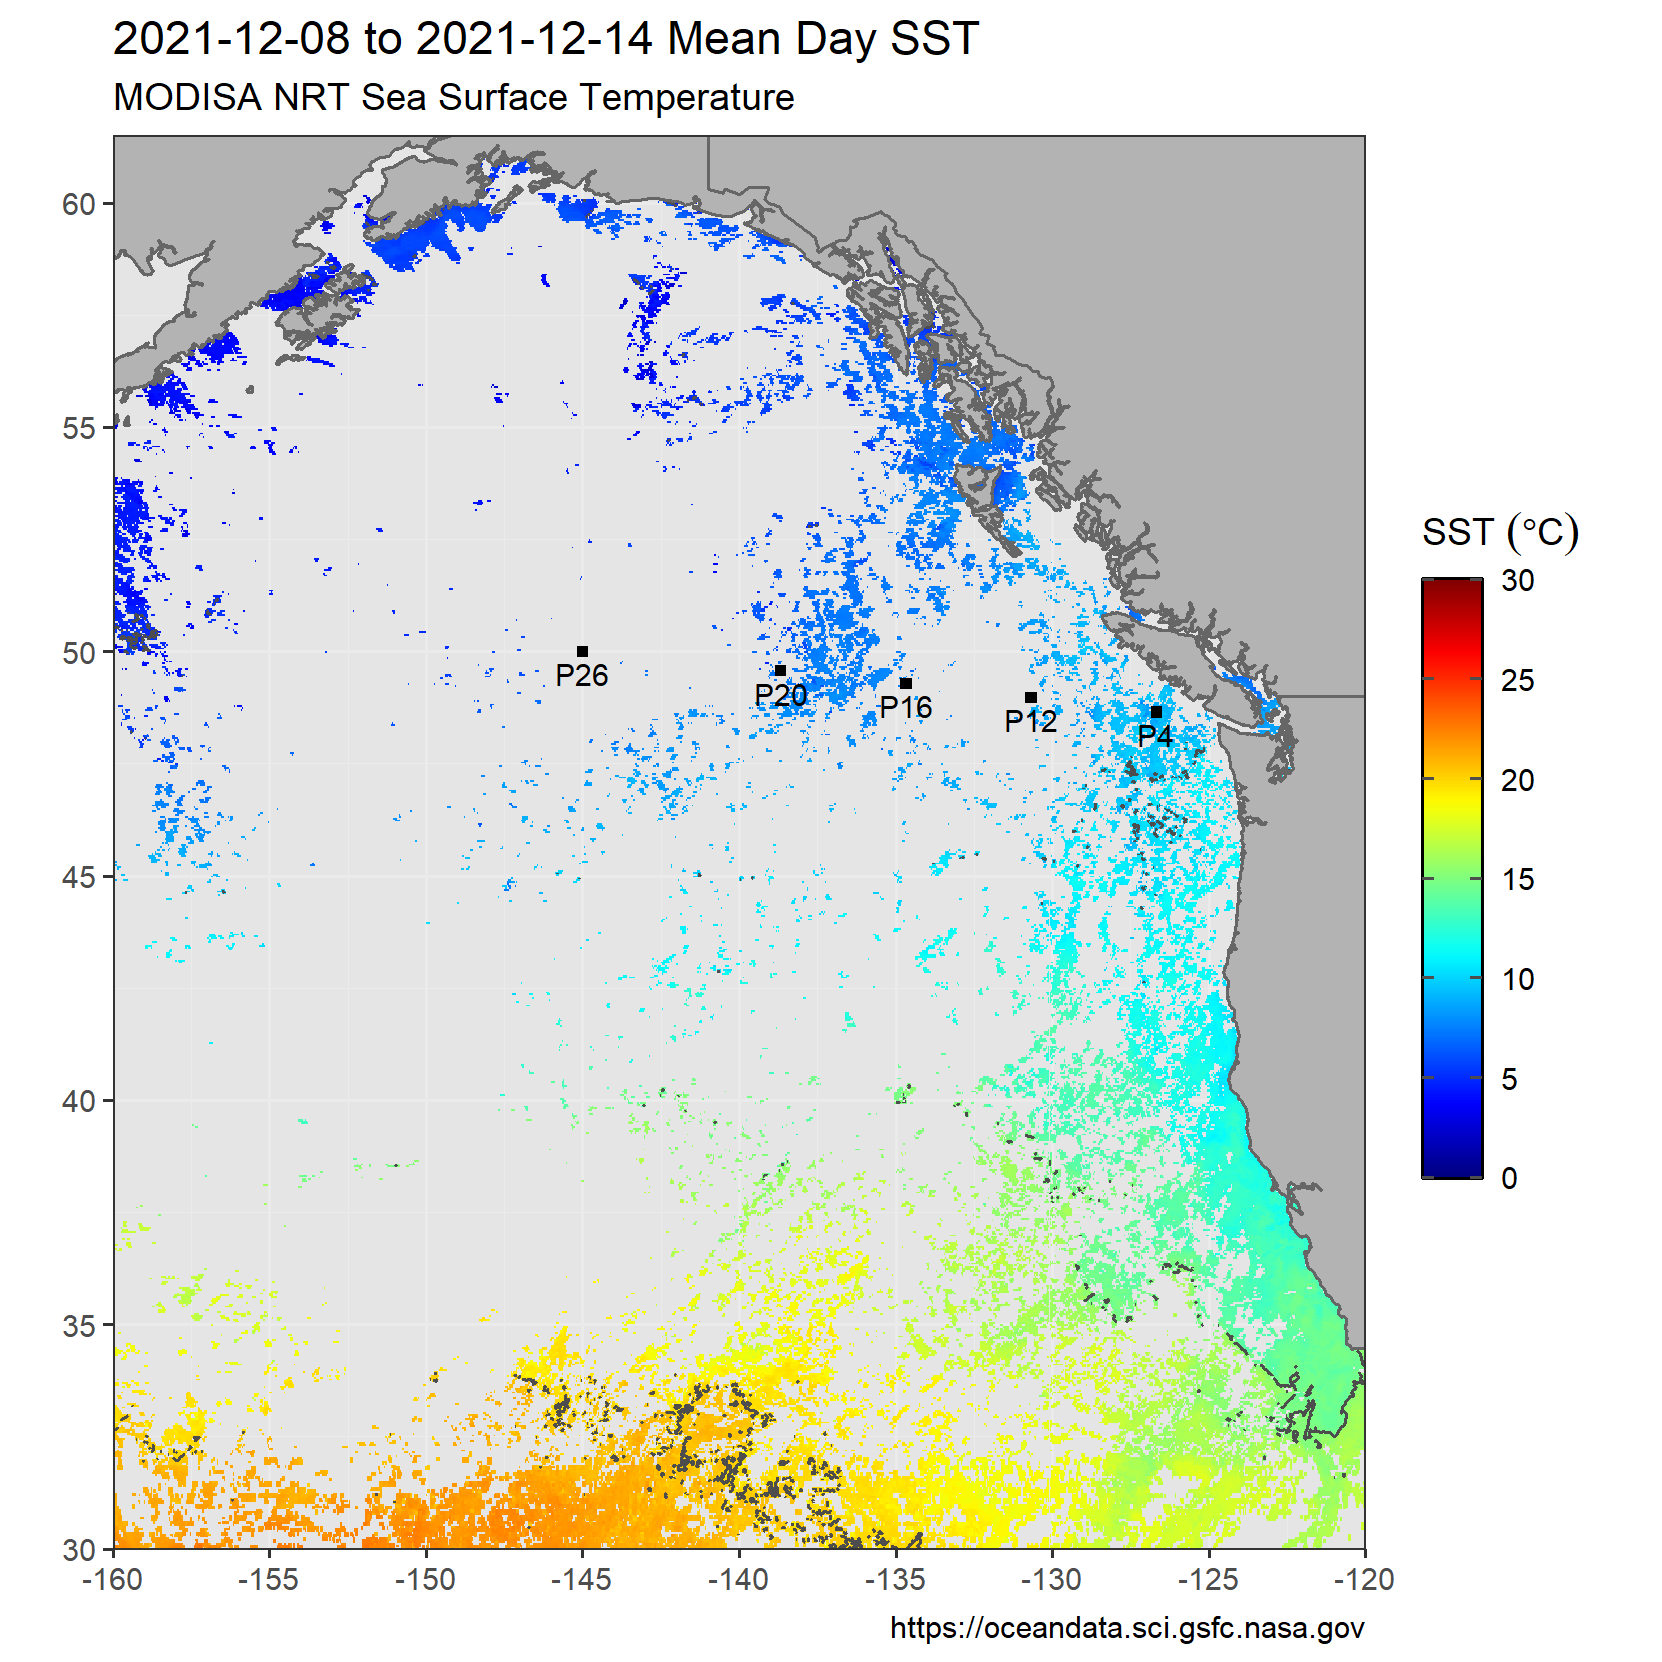 2021-12-08 to 2021-12-14 Mean Day SST
MODISA NRT Sea Surface Temperature
60
55
50
45
40
35
30
P26
P20
P16
P12
P4
-160
-155
-150
-145
-140
-135
-130
-125
-120
SST (°C)
30
25
20
15
10
5
0
https://oceandata.sci.gsfc.nasa.gov